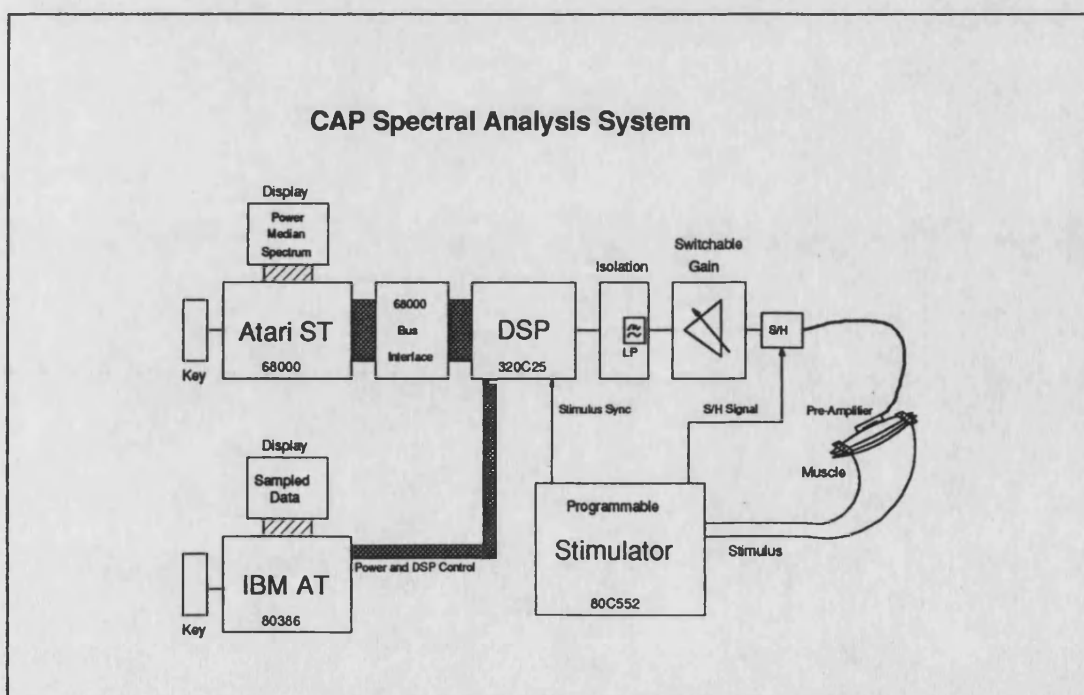 CAP Spectral Analysis System
Display
Power
Median
Spectrum
Switchable
Gain
Isolation
Atari ST
68000
68000
Bus
Interface
DSP
320C25
LP
S/H
Key
Stimulus Sync
S/H Signal
Pre-Amplifier
Muscle
Display
Sampled
Data
Programmable
Stimulator
80C552
Stimulus
Power and DSP Control
IBM AT
80386
Key